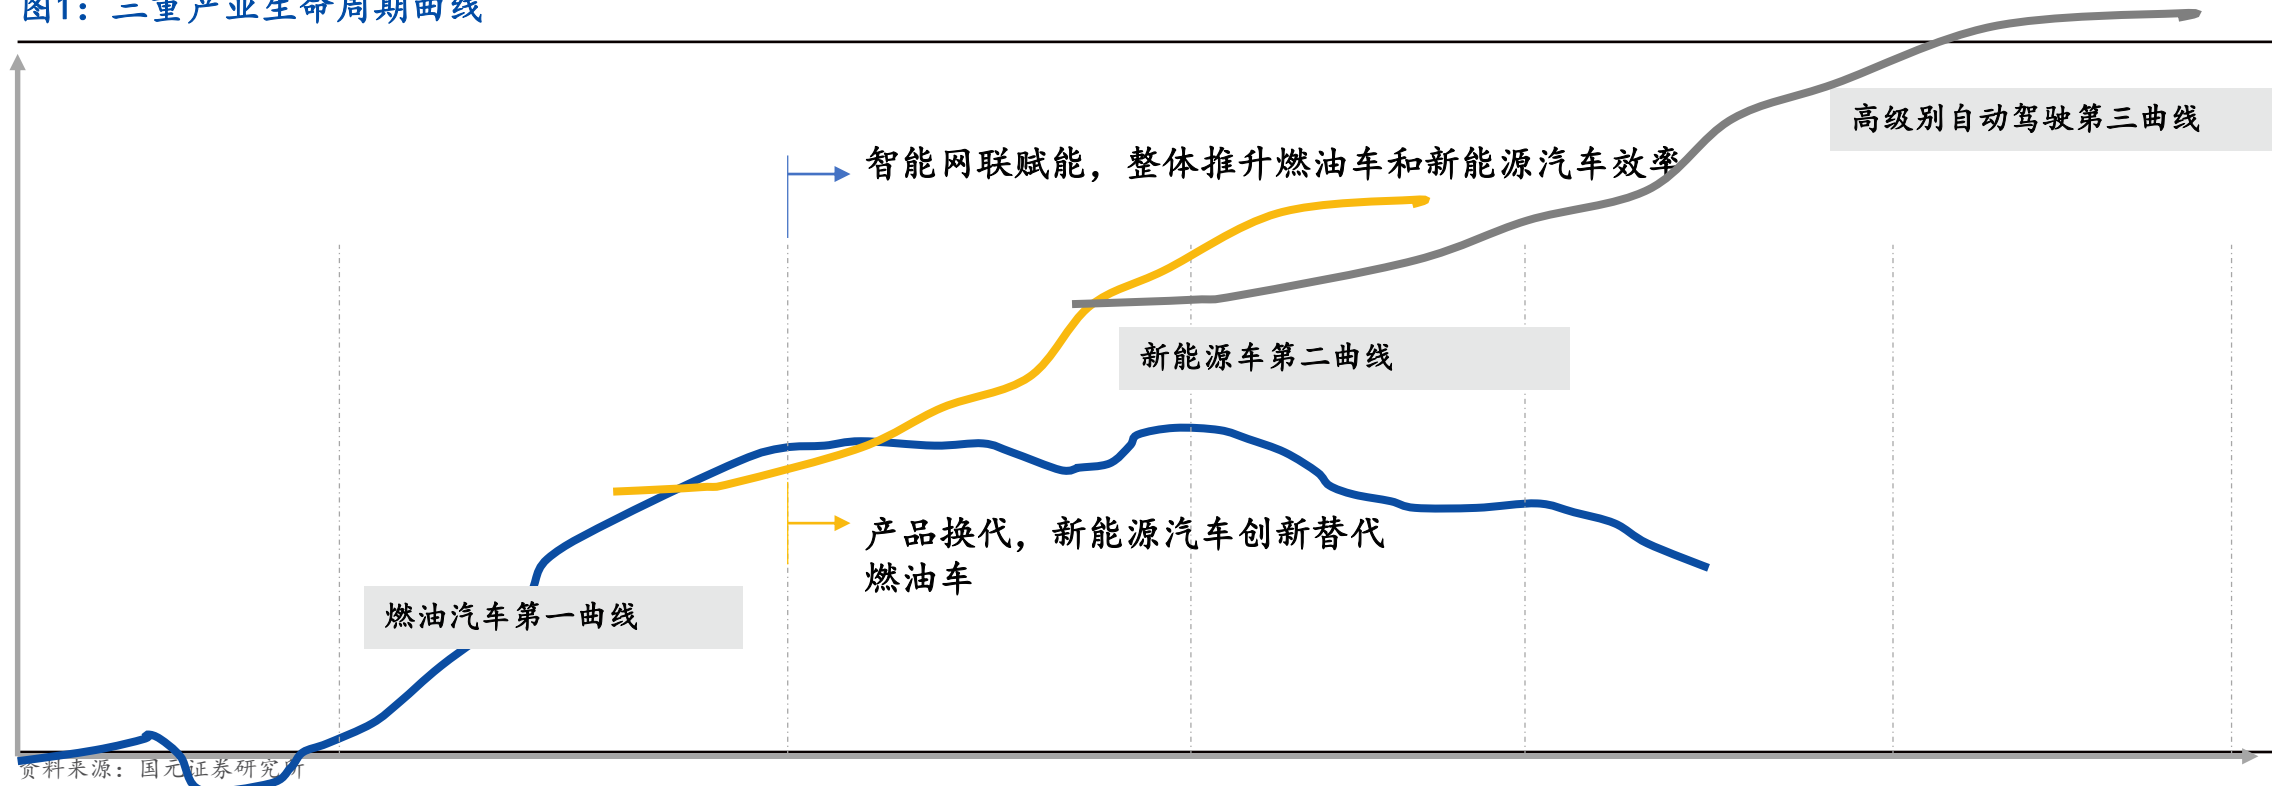 图1：三重产业生命周期曲线
高级别自动驾驶第三曲线
智能网联赋能，整体推升燃油车和新能源汽车效率
新能源车第二曲线
产品换代，新能源汽车创新替代
燃油车
燃油汽车第一曲线
资料来源：国元证券研究所